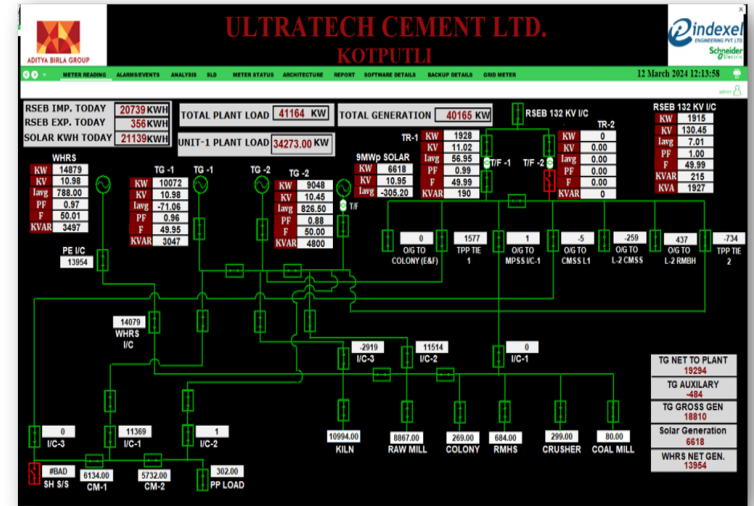 ULTRATECH CEMENT LTD.
KOTPUTLI
ADITYA BIRLA GROUP
indexel
ENGINEERING PVT. LTD
Schneider
Electric
METER READING ALARMS/EVENTS ANALYSIS SLD METER STATUS ARCHITECTURE REPORT SOFTWARE DETAILS BACKUP DETAILS GRID METER 12 March 2024 12:13:58
admin
RSEB IMP. TODAY 20739 KWH
RSEB EXP. TODAY 356 KWH
SOLAR KWH TODAY 21139 KWH
TOTAL PLANT LOAD 41164 KW
UNIT-1 PLANT LOAD 34273.00 KW
TOTAL GENERATION 40165 KW
RSEB 132 KV I/C
WHRS
KW 14879
KV 10.98
Iavg 788.00
PF 0.97
F 50.01
KVAR 3497
TG -1
KW 10072
KV 10.98
Iavg -71.06
PF 0.96
F 49.95
KVAR 3047
TG -1
TG -2
TG -2
KW 9048
KV 10.45
Iavg 826.50
PF 0.88
F 50.00
KVAR 4800
T/F
9MWp SOLAR
KW 6618
KV 10.95
Iavg -305.20
TR-1
KW 1928
KV 11.02
Iavg 56.95
PF 0.99
F 49.99
KVAR 190
T/F -1
T/F -2
TR-2
KW 0
KV 0.00
Iavg 0.00
PF 0.00
F 0.00
KVAR 0
RSEB 132 KV I/C
KW 1915
KV 130.45
Iavg 7.01
PF 1.00
F 49.99
KVAR 215
KVA 1927
PE I/C
13954
0
O/G TO
COLONY (E&F)
1577
TPP TIE
1
1
O/G TO
MPSS I/C-1
-5
O/G TO
CMSS L1
-259
O/G TO
L-2 CMSS
437
O/G TO
L-2 RMBH
-734
TPP TIE
2
14079
WHRS
I/C
-2919
I/C-3
11514
I/C-2
0
I/C-1
0
I/C-3
11369
I/C-1
1
I/C-2
10994.00
KILN
8867.00
RAW MILL
269.00
COLONY
684.00
RMHS
299.00
CRUSHER
80.00
COAL MILL
#BAD
SH S/S
6134.00
CM-1
5732.00
CM-2
302.00
PP LOAD
TG NET TO PLANT
19294
TG AUXILARY
-484
TG GROSS GEN
18810
Solar Generation
6618
WHRS NET GEN.
13954